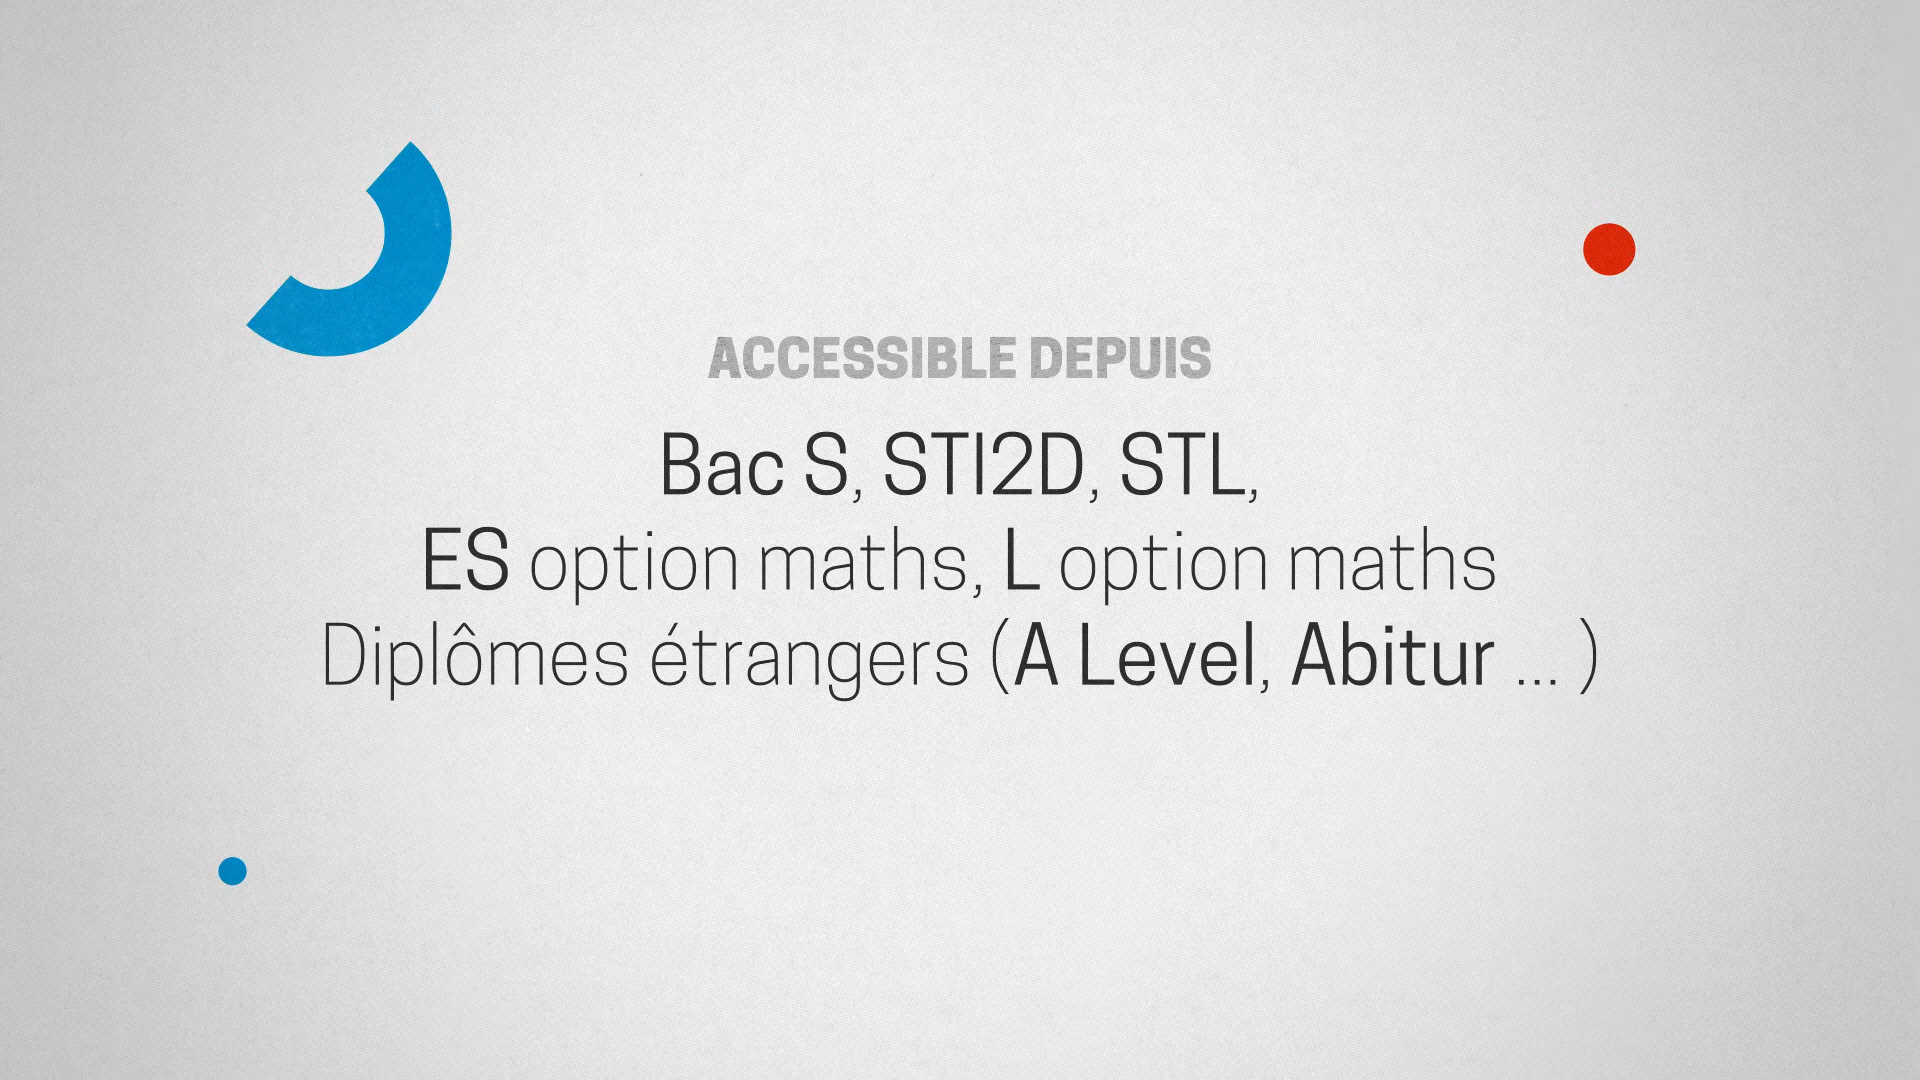 ACCESSIBLE DEPUIS
Bac S, STI2D, STL,
ES option maths, L option maths
Diplômes étrangers (A Level, Abitur ... )